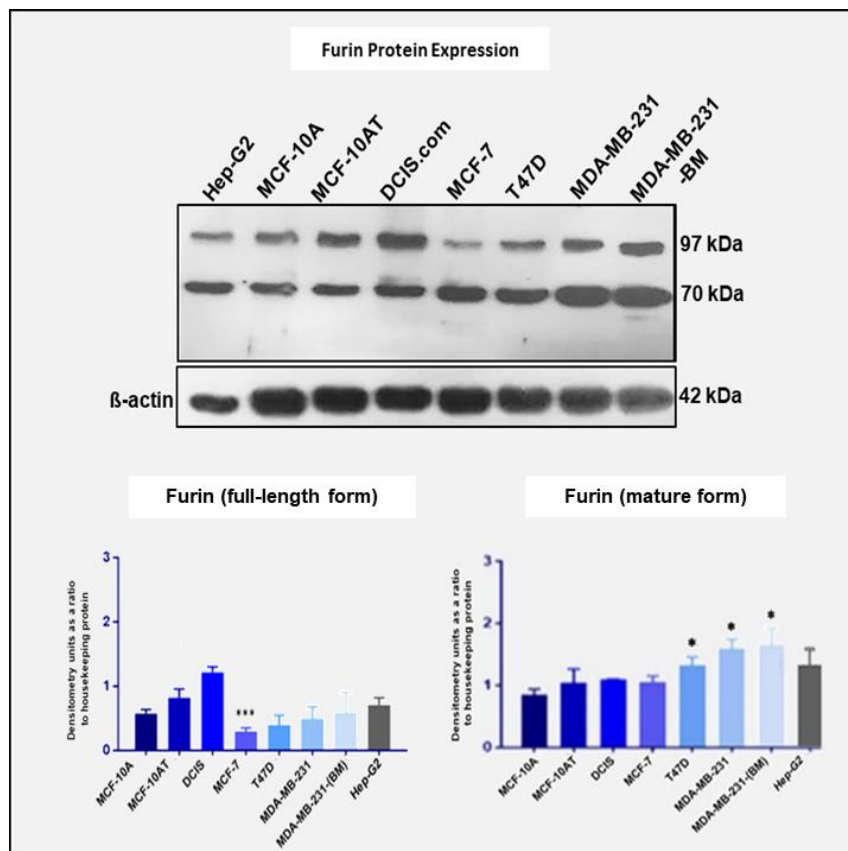 Furin Protein Expression
Hep-G2
MCF-10A
MCF-10AT
DCIS.com
MCF-7
T47D
MDA-MB-231
MDA-MB-231
-BM
97 kDa
70 kDa
ß-actin
42 kDa
Furin (full-length form)
Densitometry units as a ratio
to housekeeping protein
3
2
1
0
***
MCF-10A
MCF-10AT
DCIS
MCF-7
T47D
MDA-MB-231
MDA-MB-231-(BM)
Hep-G2
Furin (mature form)
Densitometry units as a ratio
to housekeeping protein
3
2
1
0
*
*
*
MCF-10A
MCF-10AT
DCIS
MCF-7
T47D
MDA-MB-231
MDA-MB-231-(BM)
Hep-G2